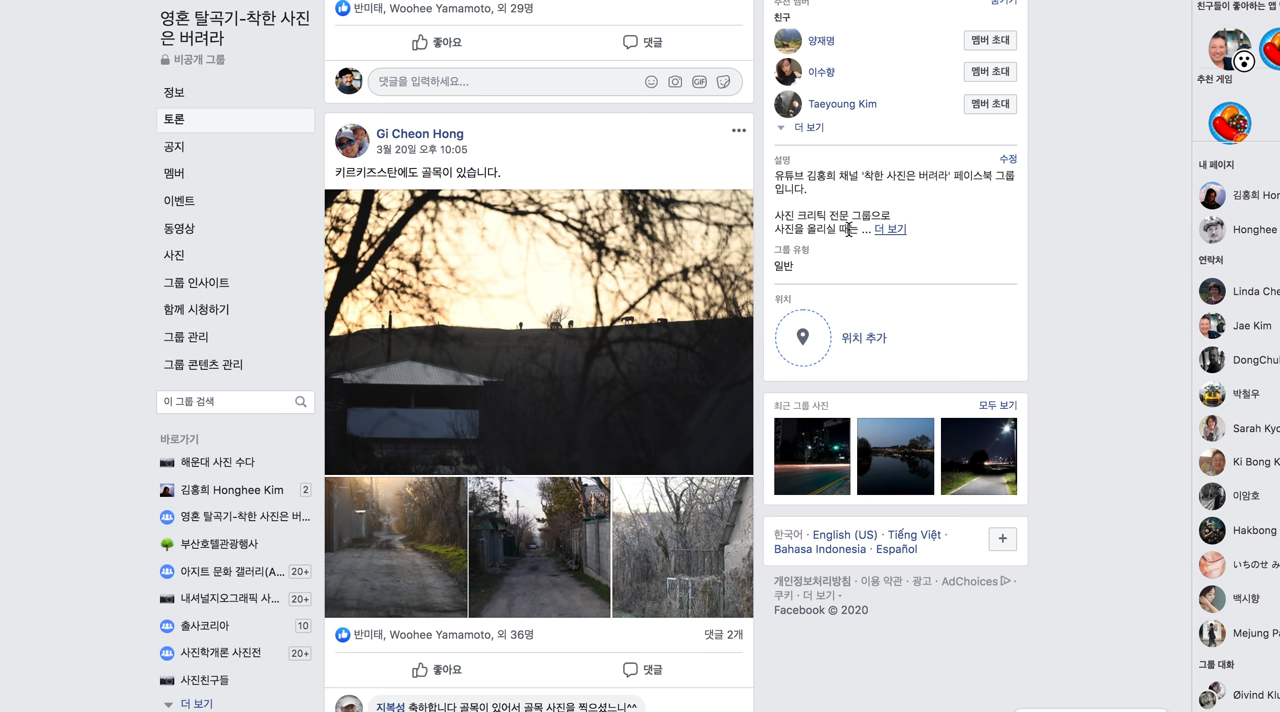 영혼 탈곡기-착한 사진
은 버려라
비공개 그룹
정보
토론
공지
멤버
이벤트
동영상
사진
그룹 인사이트
함께 시청하기
그룹 관리
그룹 콘텐츠 관리
이 그룹 검색
바로가기
해운대 사진 수다
김홍희 Honghee Kim 2
영혼 탈곡기-착한 사진은 버...
부산호텔관광행사
아지트 문화 갤러리(A... 20+
내셔널지오그래픽 사... 20+
출사코리아 10
사진학개론 사진전 20+
사진친구들
더 보기
반미태, Woohee Yamamoto, 외 29명
좋아요 댓글
댓글을 입력하세요...
GIF
Gi Cheon Hong
3월 20일 오후 10:05
키르키즈스탄에도 골목이 있습니다.
반미태, Woohee Yamamoto, 외 36명 댓글 2개
좋아요 댓글
지복성 축하합니다 골목이 있어서 골목 사진을 찍으셨느니^^
추천 멤버 숨기기
친구
양재명 멤버 초대
이수향 멤버 초대
Taeyoung Kim 멤버 초대
더 보기
설명 수정
유튜브 김홍희 채널 '착한 사진은 버려라' 페이스북 그룹
입니다.
사진 크리틱 전문 그룹으로
사진을 올리실 때는 ... 더 보기
그룹 유형
일반
위치
위치 추가
최근 그룹 사진 모두 보기
한국어 · English (US) · Tiếng Việt ·
Bahasa Indonesia · Español
+
개인정보처리방침 · 이용 약관 · 광고 · AdChoices ·
쿠키 · 더 보기
Facebook © 2020
친구들이 좋아하는 앱
추천 게임
내 페이지
김홍희 Hon
Honghee
연락처
Linda Che
Jae Kim
DongChul
박철우
Sarah Kyo
Ki Bong K
이암호
Hakbong
いちのせ み
백시향
Mejung Pa
그룹 대화
Øivind Klu